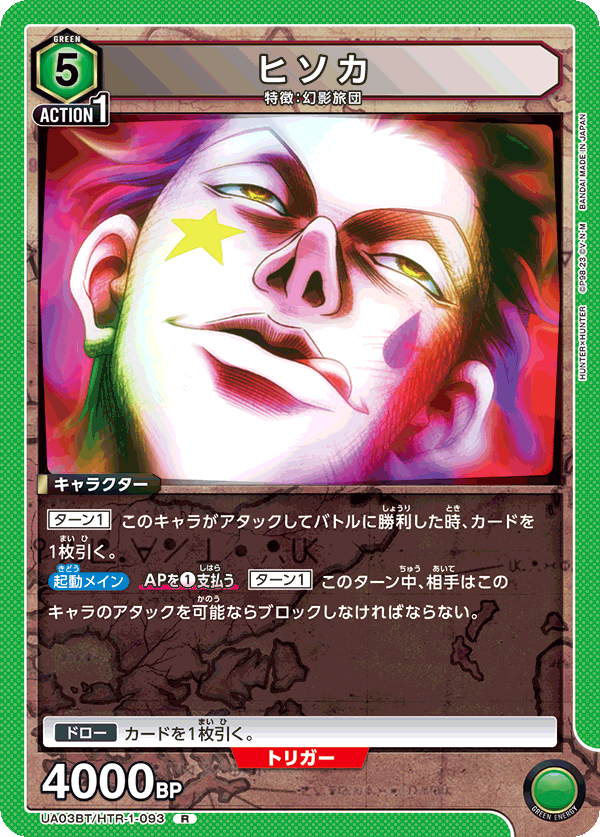 GREEN
5
ACTION1
ヒソカ
特徴:幻影旅団
HUNTER×HUNTER ©P98-23 ©V・N・M BANDAI MADE IN JAPAN
キャラクター
ターン1 このキャラがアタックしてバトルに勝利した時、カードを
1枚引く。
起動メイン APを1支払う ターン1 このターン中、相手はこの
キャラのアタックを可能ならブロックしなければならない。
ドロー カードを1枚引く。
トリガー
4000BP
GREEN ENERGY
UA03BT/HTR-1-093 R